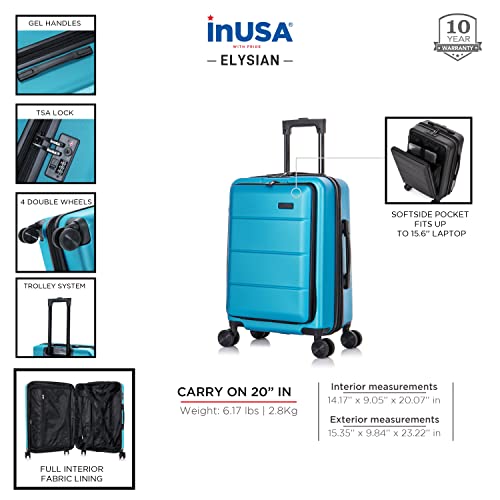 GEL HANDLES
TSA LOCK
4 DOUBLE WHEELS
TROLLEY SYSTEM
FULL INTERIOR
FABRIC LINING
inUSA®
WITH PRIDE
— ELYSIAN —
10
YEAR
WARRANTY
SOFTSIDE POCKET
FITS UP
TO 15.6" LAPTOP
CARRY ON 20" IN
Weight: 6.17 lbs | 2.8Kg
Interior measurements
14.17" x 9.05" x 20.07" in
Exterior measurements
15.35" x 9.84" x 23.22" in